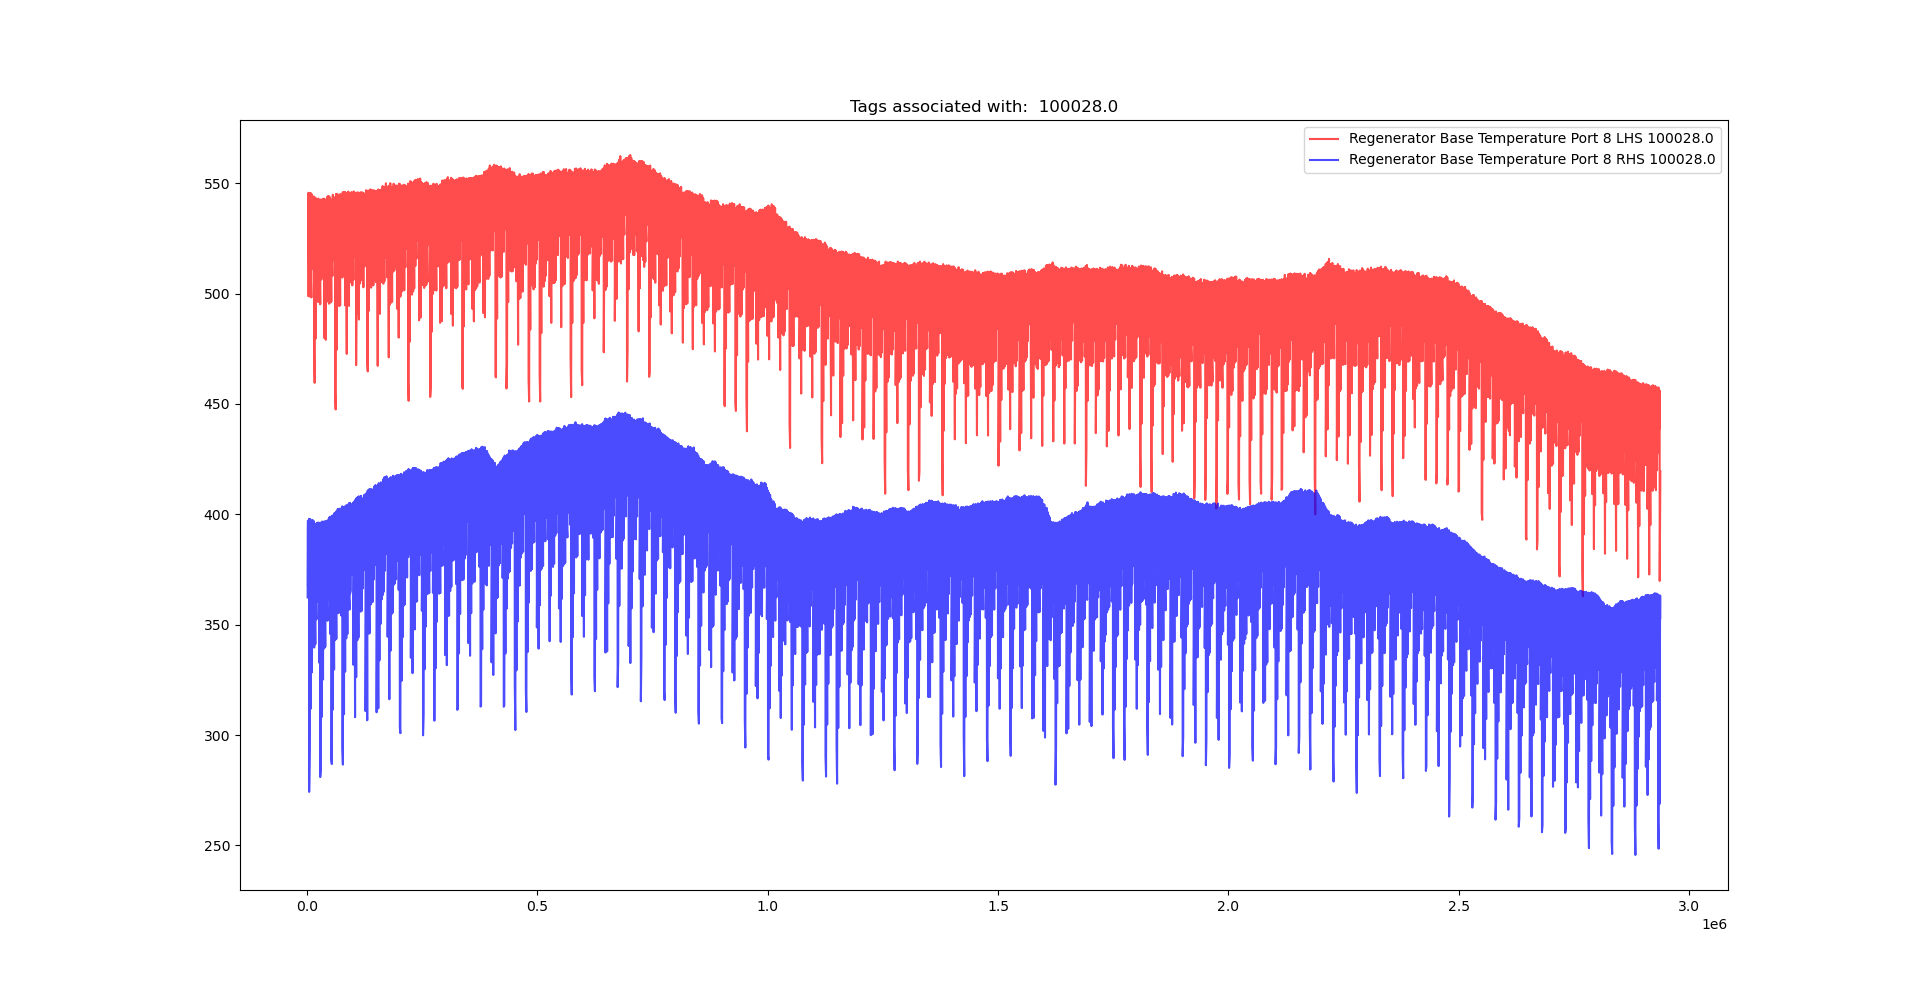 Tags associated with:  100028.0
Regenerator Base Temperature Port 8 LHS 100028.0
Regenerator Base Temperature Port 8 RHS 100028.0
550
500
450
400
350
300
250
0.0 0.5 1.0 1.5 2.0 2.5 3.0
1e6